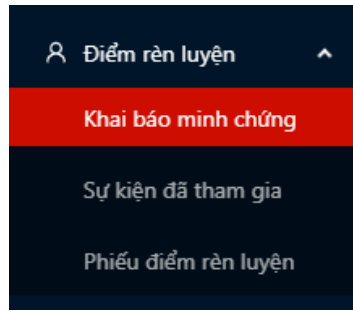 Điểm rèn luyện
Khai báo minh chứng
Sự kiện đã tham gia
Phiếu điểm rèn luyện